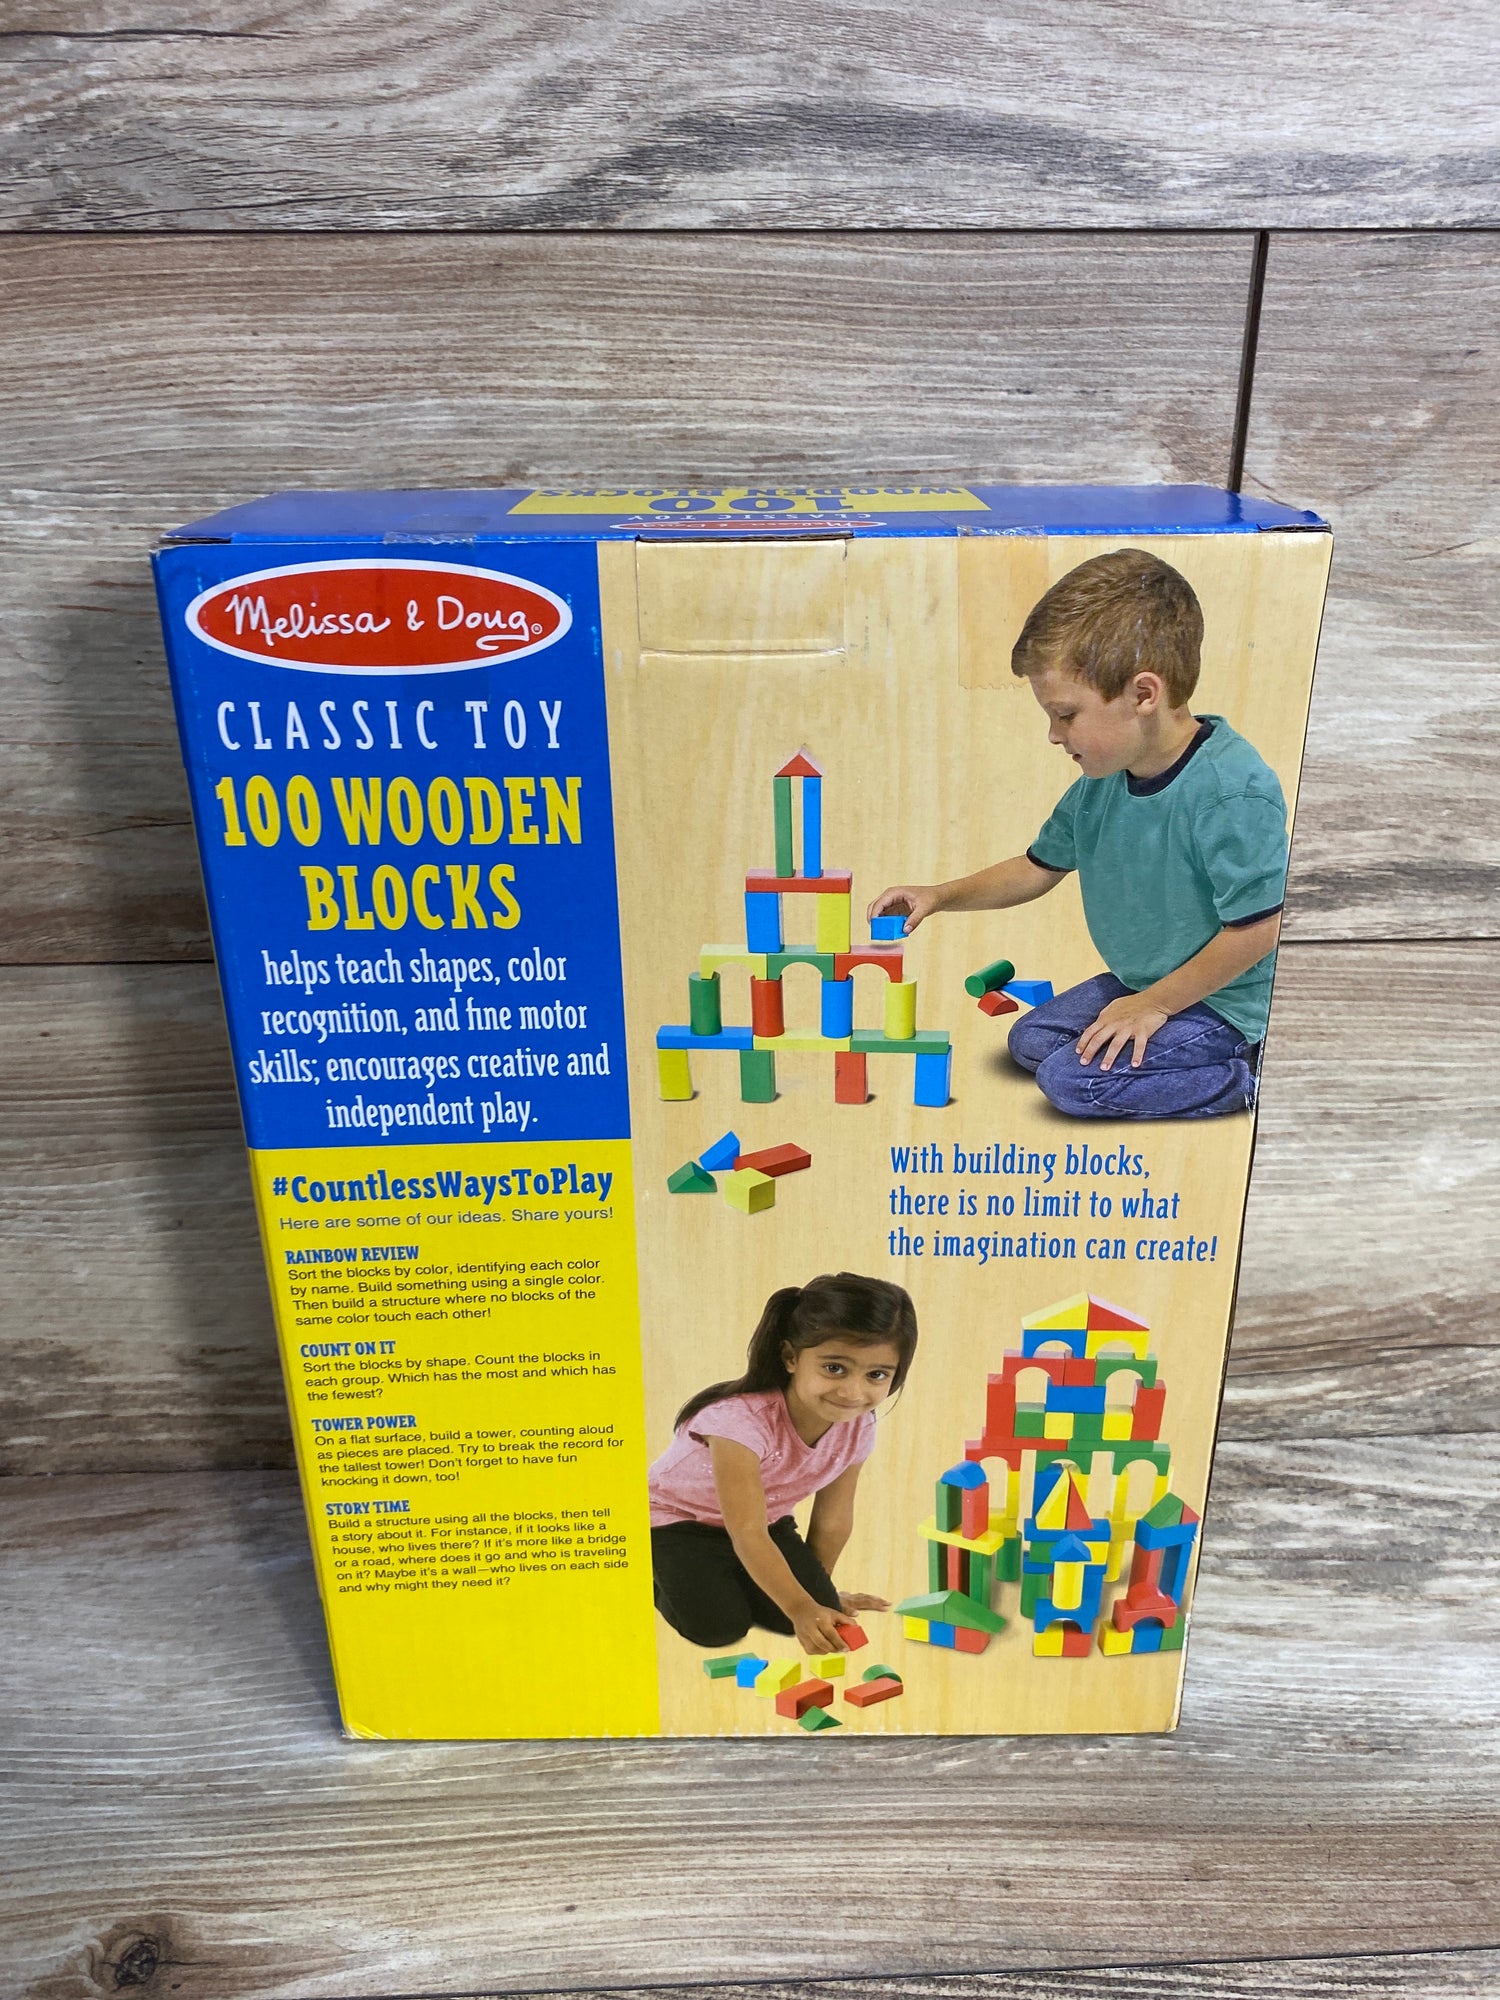 WOODEN BLOCKS
100
CLASSIC TOY
Melissa & Doug
Melissa & Doug®
CLASSIC TOY
100 WOODEN
BLOCKS
helps teach shapes, color
recognition, and fine motor
skills; encourages creative and
independent play.
#CountlessWaysToPlay
Here are some of our ideas. Share yours!
RAINBOW REVIEW
Sort the blocks by color, identifying each color
by name. Build something using a single color.
Then build a structure where no blocks of the
same color touch each other!
COUNT ON IT
Sort the blocks by shape. Count the blocks in
each group. Which has the most and which has
the fewest?
TOWER POWER
On a flat surface, build a tower, counting aloud
as pieces are placed. Try to break the record for
the tallest tower! Don't forget to have fun
knocking it down, too!
STORY TIME
Build a structure using all the blocks, then tell
a story about it. For instance, if it looks like a
house, who lives there? If it's more like a bridge
or a road, where does it go and who is traveling
on it? Maybe it's a wall—who lives on each side
and why might they need it?
With building blocks,
there is no limit to what
the imagination can create!